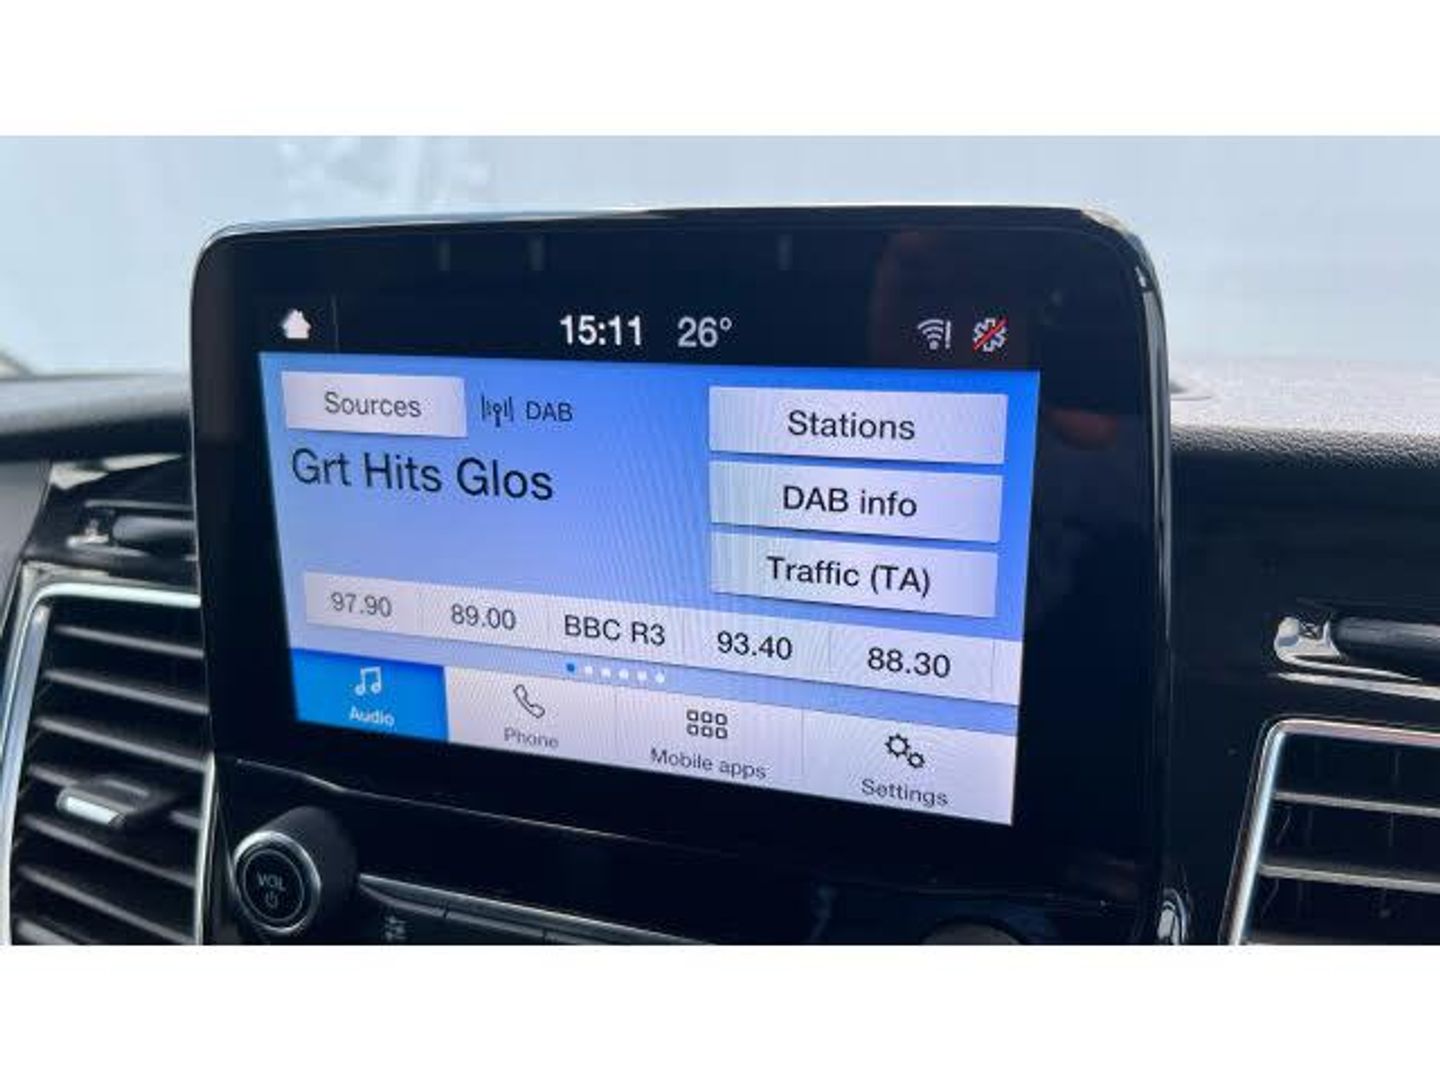 15:11 26°
Sources DAB
Stations
Grt Hits Glos
DAB info
Traffic (TA)
97.90 89.00 BBC R3 93.40 88.30
Audio Phone Mobile apps Settings
VOL